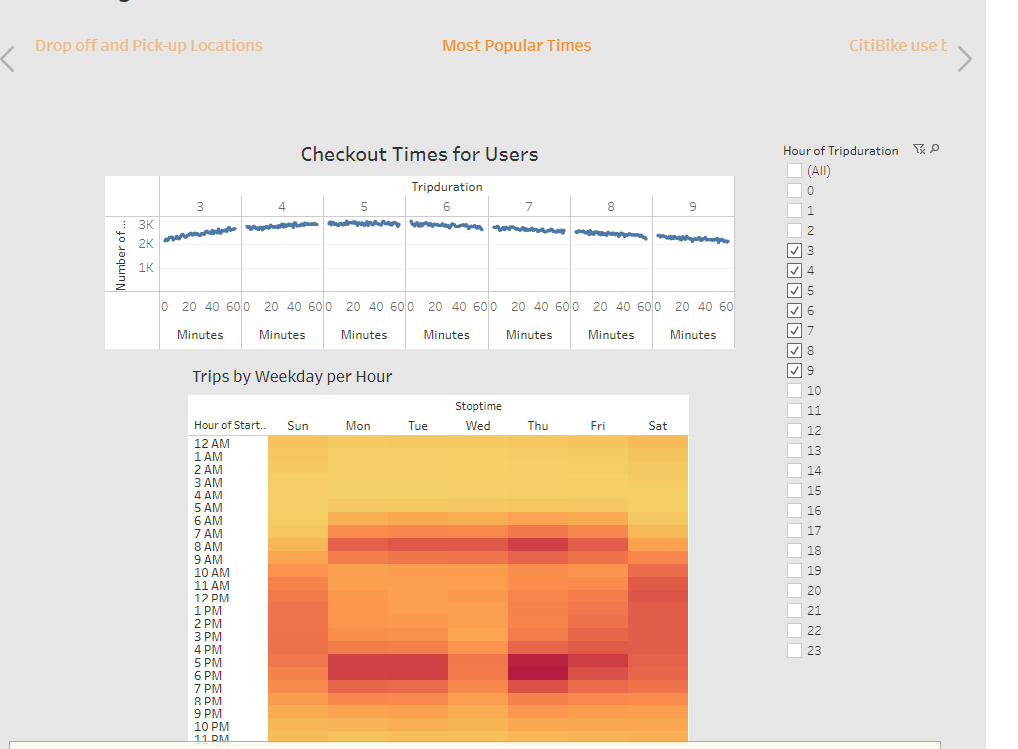 Drop off and Pick-up Locations Most Popular Times CitiBike use t
Checkout Times for Users
Tripduration
3 4 5 6 7 8 9
Number of ...
3K
2K
1K
0 20 40 60 0 20 40 60 0 20 40 60 0 20 40 60 0 20 40 60 0 20 40 60 0 20 40 60
Minutes Minutes Minutes Minutes Minutes Minutes Minutes
Hour of Tripduration
(All)
0
1
2
3
4
5
6
7
8
9
10
11
12
13
14
15
16
17
18
19
20
21
22
23
Trips by Weekday per Hour
Stoptime
Hour of Start.. Sun Mon Tue Wed Thu Fri Sat
12 AM
1 AM
2 AM
3 AM
4 AM
5 AM
6 AM
7 AM
8 AM
9 AM
10 AM
11 AM
12 PM
1 PM
2 PM
3 PM
4 PM
5 PM
6 PM
7 PM
8 PM
9 PM
10 PM
11 PM